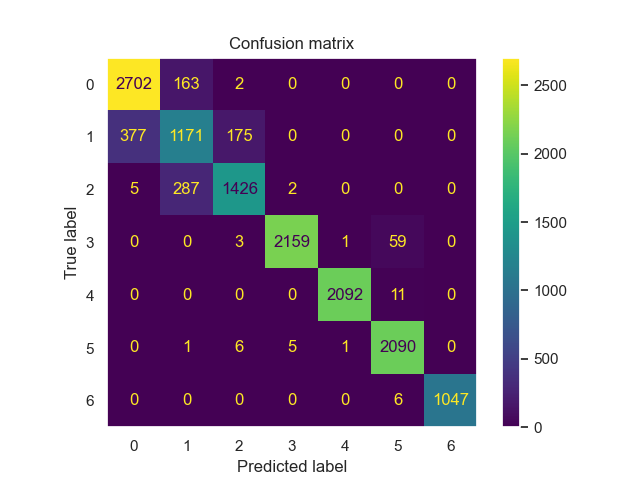 Confusion matrix
0 2702 163 2 0 0 0 0
1 377 1171 175 0 0 0 0
2 5 287 1426 2 0 0 0
3 0 0 3 2159 1 59 0
4 0 0 0 0 2092 11 0
5 0 1 6 5 1 2090 0
6 0 0 0 0 0 6 1047
0 1 2 3 4 5 6
Predicted label
True label
2500
2000
1500
1000
500
0